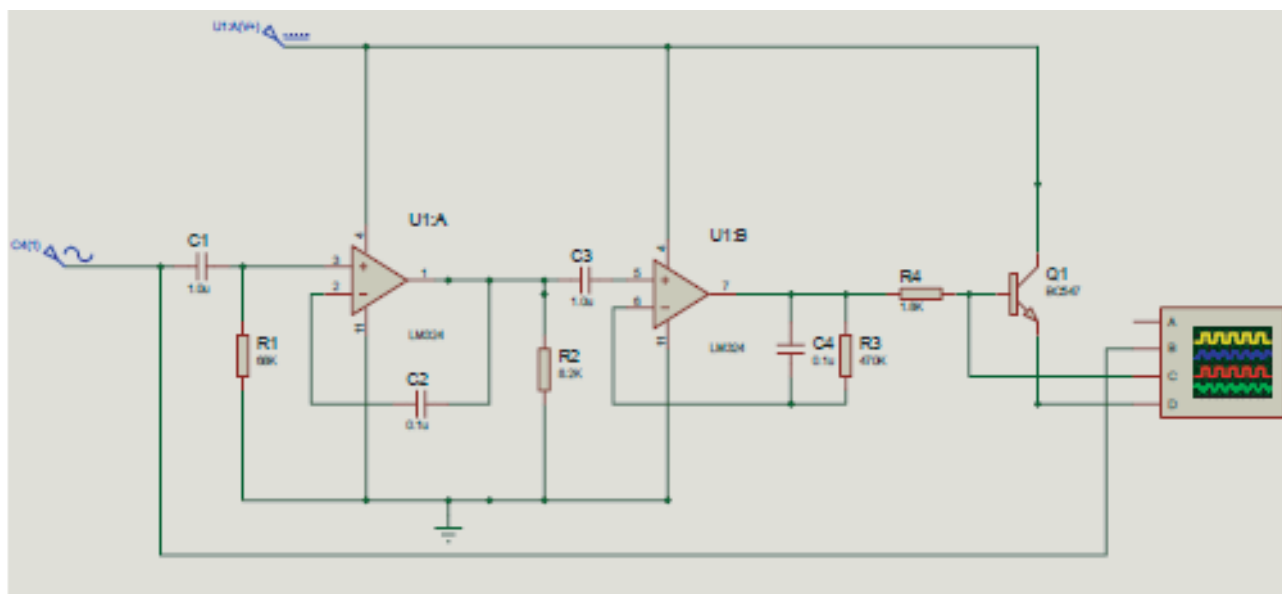 U1:A(V+)
C4(1)
C1
1.0u
R1
68K
U1:A
3
2
1
4
11
LM324
C2
0.1u
R2
8.2K
C3
1.0u
U1:B
5
6
7
4
11
LM324
C4
0.1u
R3
470K
R4
1.8K
Q1
BC547
A
B
C
D